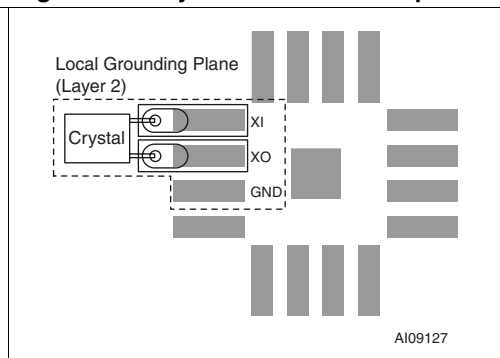 Local Grounding Plane
(Layer 2)
XI
Crystal
XO
GND
AI09127